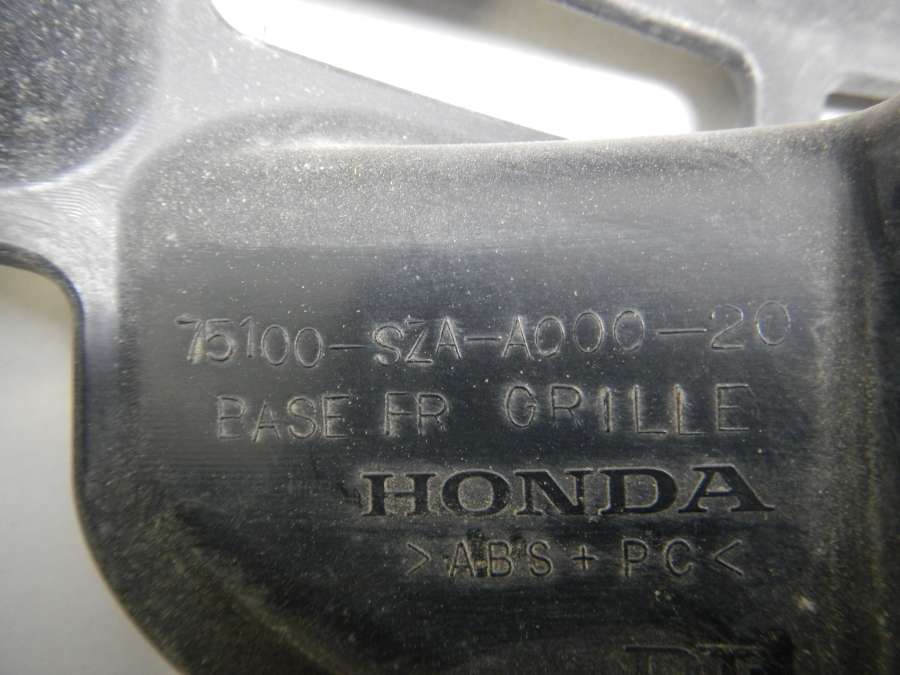 75100-SZA-A000-20
BASE FR GRILLE
HONDA
>ABS+PC<